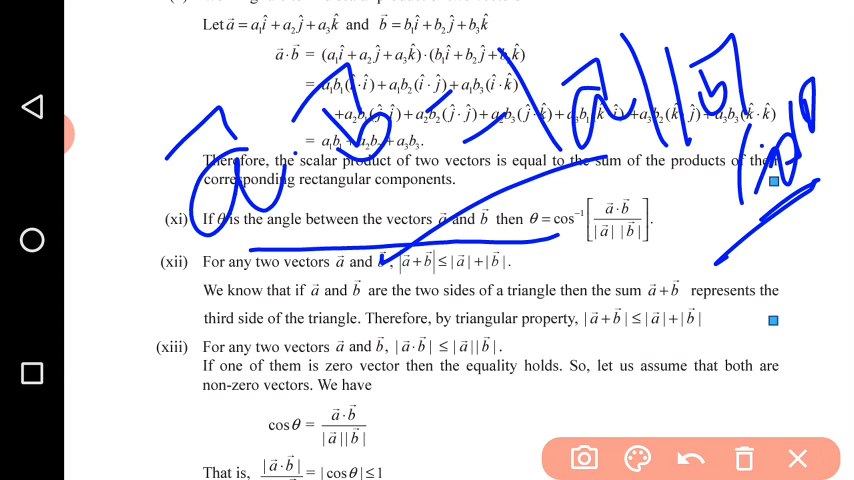 Let a⃗ = a₁î + a₂ĵ + a₃k̂ and b⃗ = b₁î + b₂ĵ + b₃k̂
a⃗ · b⃗ = (a₁î + a₂ĵ + a₃k̂) · (b₁î + b₂ĵ + b₃k̂)
= a₁b₁(î · î) + a₁b₂(î · ĵ) + a₁b₃(î · k̂)
+a₂b₁(ĵ · î) + a₂b₂(ĵ · ĵ) + a₂b₃(ĵ · k̂) + a₃b₁(k̂ · î) + a₃b₂(k̂ · ĵ) + a₃b₃(k̂ · k̂)
= a₁b₁ + a₂b₂ + a₃b₃.
Therefore, the scalar product of two vectors is equal to the sum of the products of their
corresponding rectangular components.
a⃗ · b⃗ = |a⃗||b⃗|
(xi) If θ is the angle between the vectors a⃗ and b⃗ then θ = cos⁻¹[a⃗ · b⃗ / |a⃗| |b⃗|].
(xii) For any two vectors a⃗ and b⃗, |a⃗ + b⃗| ≤ |a⃗| + |b⃗|.
We know that if a⃗ and b⃗ are the two sides of a triangle then the sum a⃗ + b⃗ represents the
third side of the triangle. Therefore, by triangular property, |a⃗ + b⃗| ≤ |a⃗| + |b⃗|
(xiii) For any two vectors a⃗ and b⃗, |a⃗ · b⃗| ≤ |a⃗||b⃗|.
If one of them is zero vector then the equality holds. So, let us assume that both are
non-zero vectors. We have
cos θ = a⃗ · b⃗ / |a⃗||b⃗|
That is, |a⃗ · b⃗| = |cos θ| ≤ 1